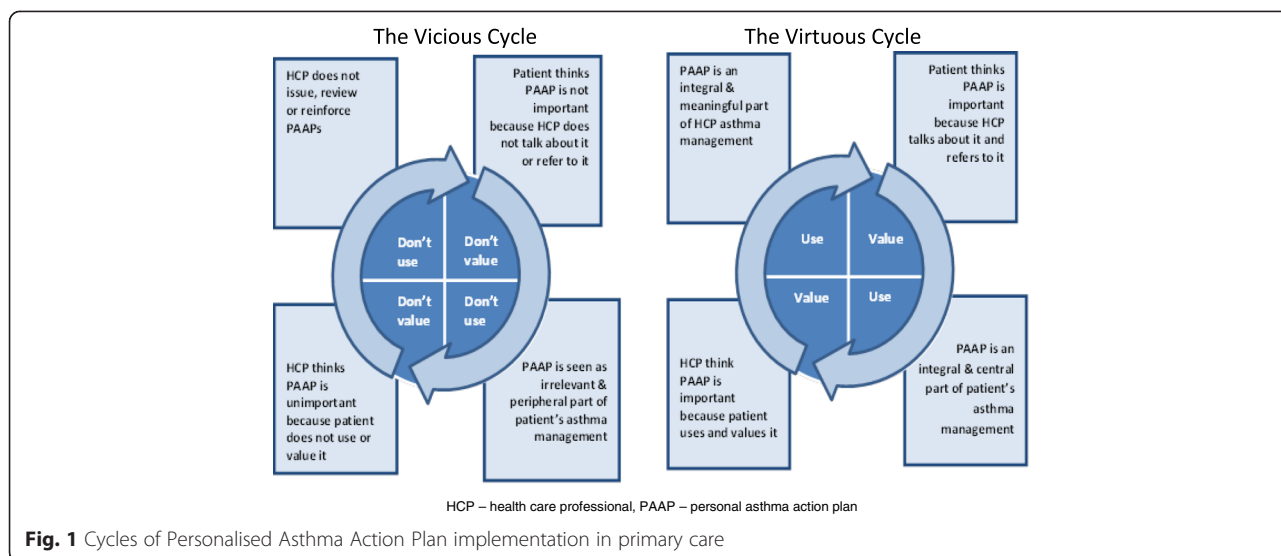 The Vicious Cycle
HCP does not
issue, review
or reinforce
PAAPs
Patient thinks
PAAP is not
important
because HCP does
not talk about it
or refer to it
Don't
use
Don't
value
Don't
value
Don't
use
HCP thinks
PAAP is
unimportant
because patient
does not use or
value it
PAAP is seen as
irrelevant &
peripheral part of
patient's asthma
management
The Virtuous Cycle
PAAP is an
integral &
meaningful part
of HCP asthma
management
Patient thinks
PAAP is
important
because HCP
talks about it and
refers to it
Use
Value
Value
Use
HCP think
PAAP is
important
because patient
uses and values it
PAAP is an
integral & central
part of patient's
asthma
management
HCP – health care professional, PAAP – personal asthma action plan
Fig. 1 Cycles of Personalised Asthma Action Plan implementation in primary care